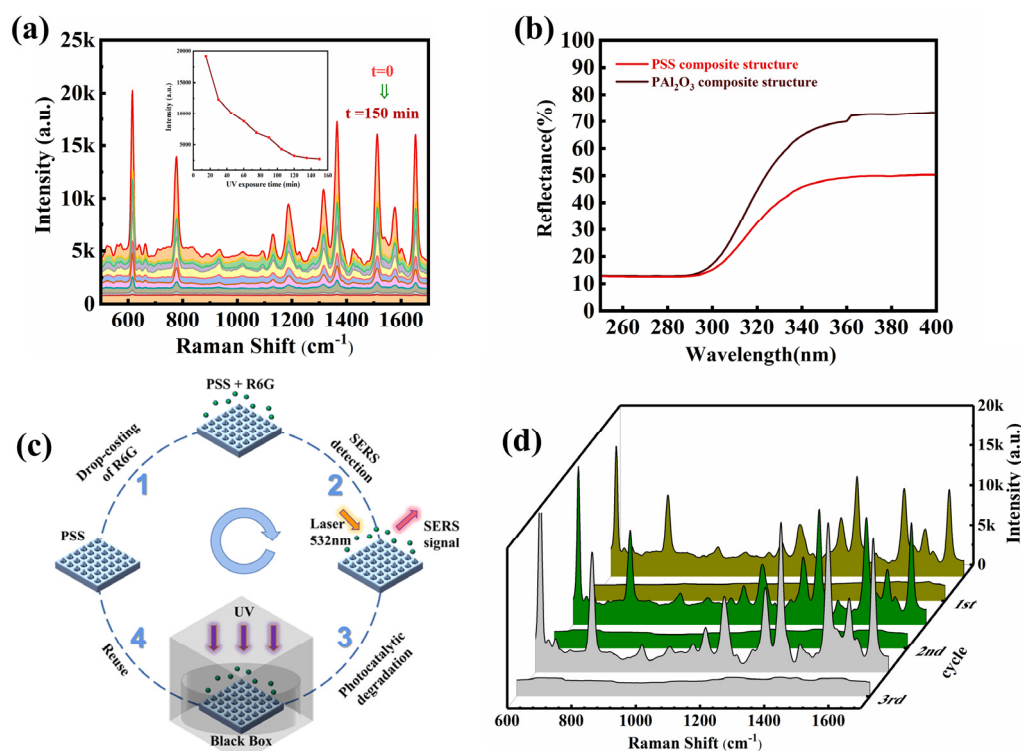 (a)
25k
20k
15k
10k
5k
0
Intensity (a.u.)
600 800 1000 1200 1400 1600
Raman Shift (cm⁻¹)
t=0
t =150 min
20000
15000
10000
5000
Intensity (a.u.)
0 20 40 60 80 100 120 140 160
UV exposure time (min)
(b)
100
90
80
70
60
50
40
30
20
10
0
Reflectance(%)
PSS composite structure
PAl₂O₃ composite structure
260 280 300 320 340 360 380 400
Wavelength(nm)
(c)
PSS + R6G
Drop-costing
of R6G
1
SERS
detection
2
Laser
532nm
SERS
signal
PSS
UV
4
Reuse
3
Photocatalytic
degradation
Black Box
(d)
20k
15k
10k
5k
0
Intensity (a.u.)
1st
2nd
3rd
cycle
600 800 1000 1200 1400 1600
Raman Shift (cm⁻¹)